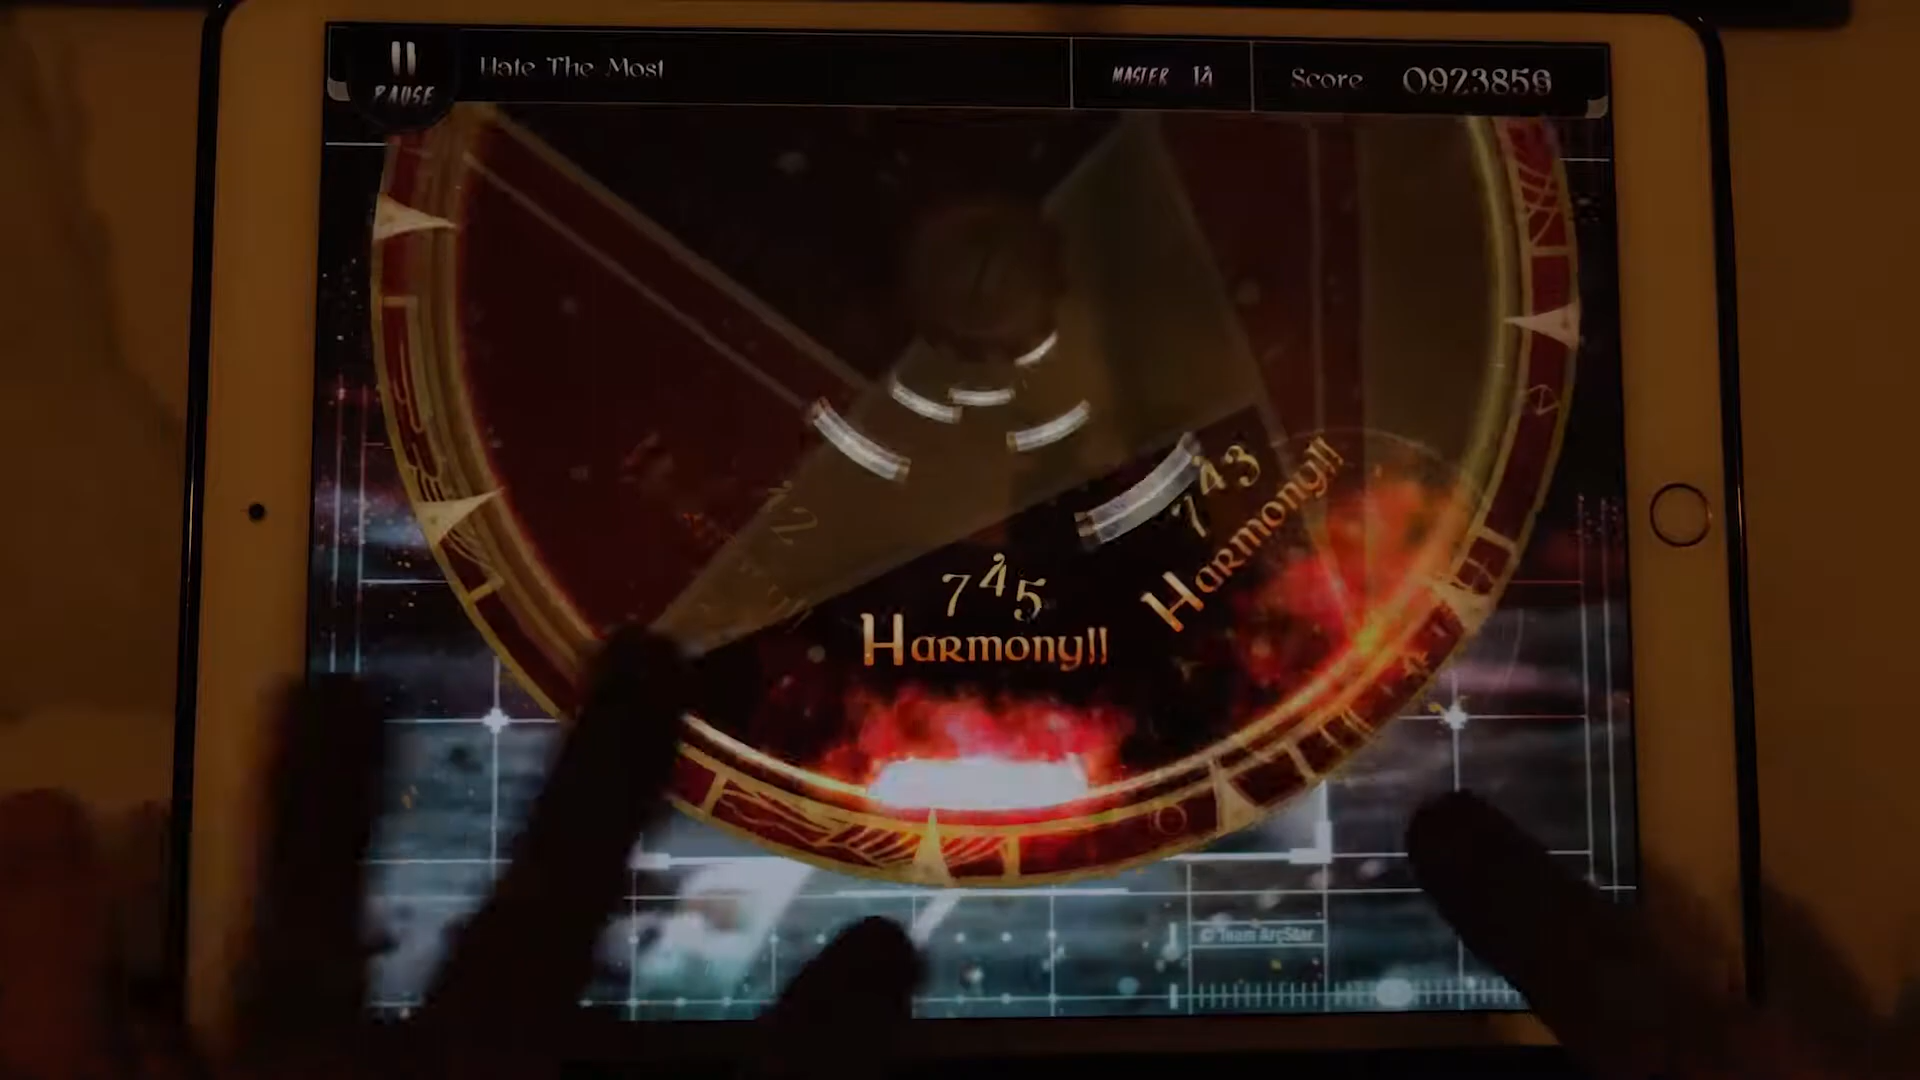 PAUSE
Hate The Most
MASTER 14
Score 0923856
743
Harmony!!
745
Harmony!!
© Team ArcStar